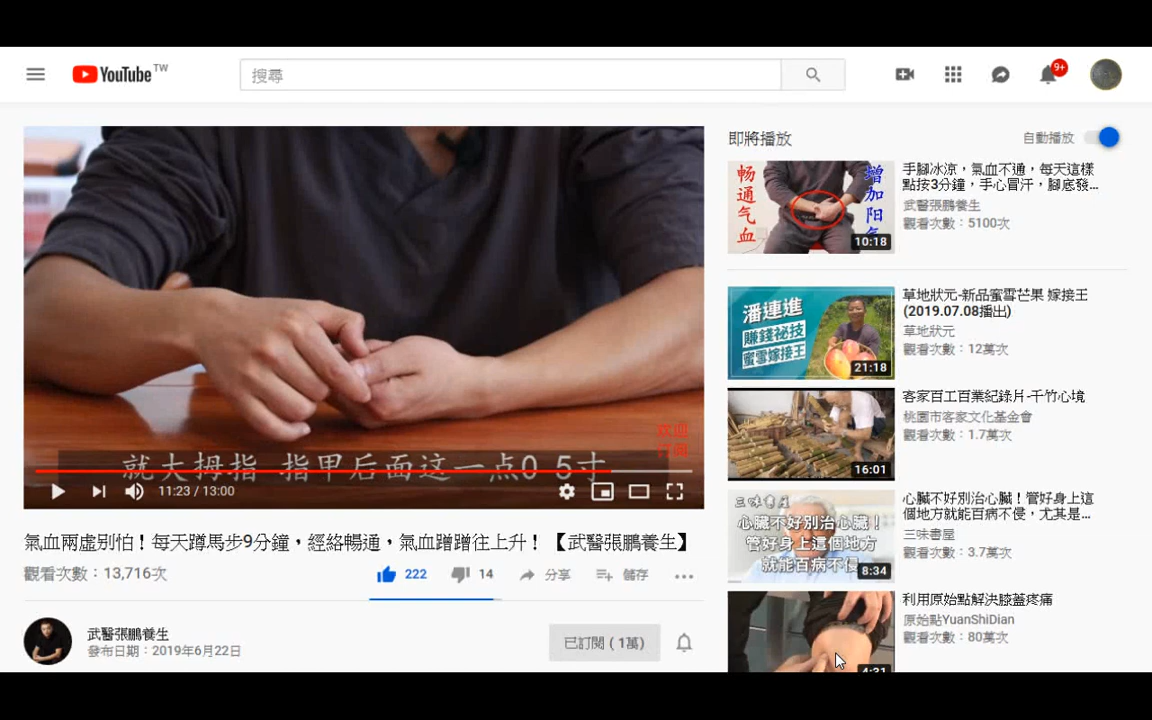 YouTube TW
搜尋
9+
就大拇指 指甲后面这一点0 5寸
11:23 / 13:00
氣血兩虛別怕！每天蹲馬步9分鐘，經絡暢通，氣血蹭蹭往上升！【武醫張鵬養生】
觀看次數：13,716次
222
14
分享
儲存
武醫張鵬養生
發布日期：2019年6月22日
已訂閱 (1萬)
即將播放
自動播放
畅通气血
增加阳气
10:18
手腳冰涼，氣血不通，每天這樣
點按3分鐘，手心冒汗，腳底發...
武醫張鵬養生
觀看次數：5100次
潘連進
賺錢祕技
蜜雪嫁接王
21:18
草地狀元-新品蜜雪芒果 嫁接王
(2019.07.08播出)
草地狀元
觀看次數：12萬次
16:01
客家百工百業紀錄片-千竹心境
桃園市客家文化基金會
觀看次數：1.7萬次
三味書屋
心臟不好別治心臟！
管好身上這個地方
就能百病不侵
8:34
心臟不好別治心臟！管好身上這
個地方就能百病不侵，尤其是...
三味書屋
觀看次數：3.7萬次
4:31
利用原始點解決膝蓋疼痛
原始點YuanShiDian
觀看次數：80萬次